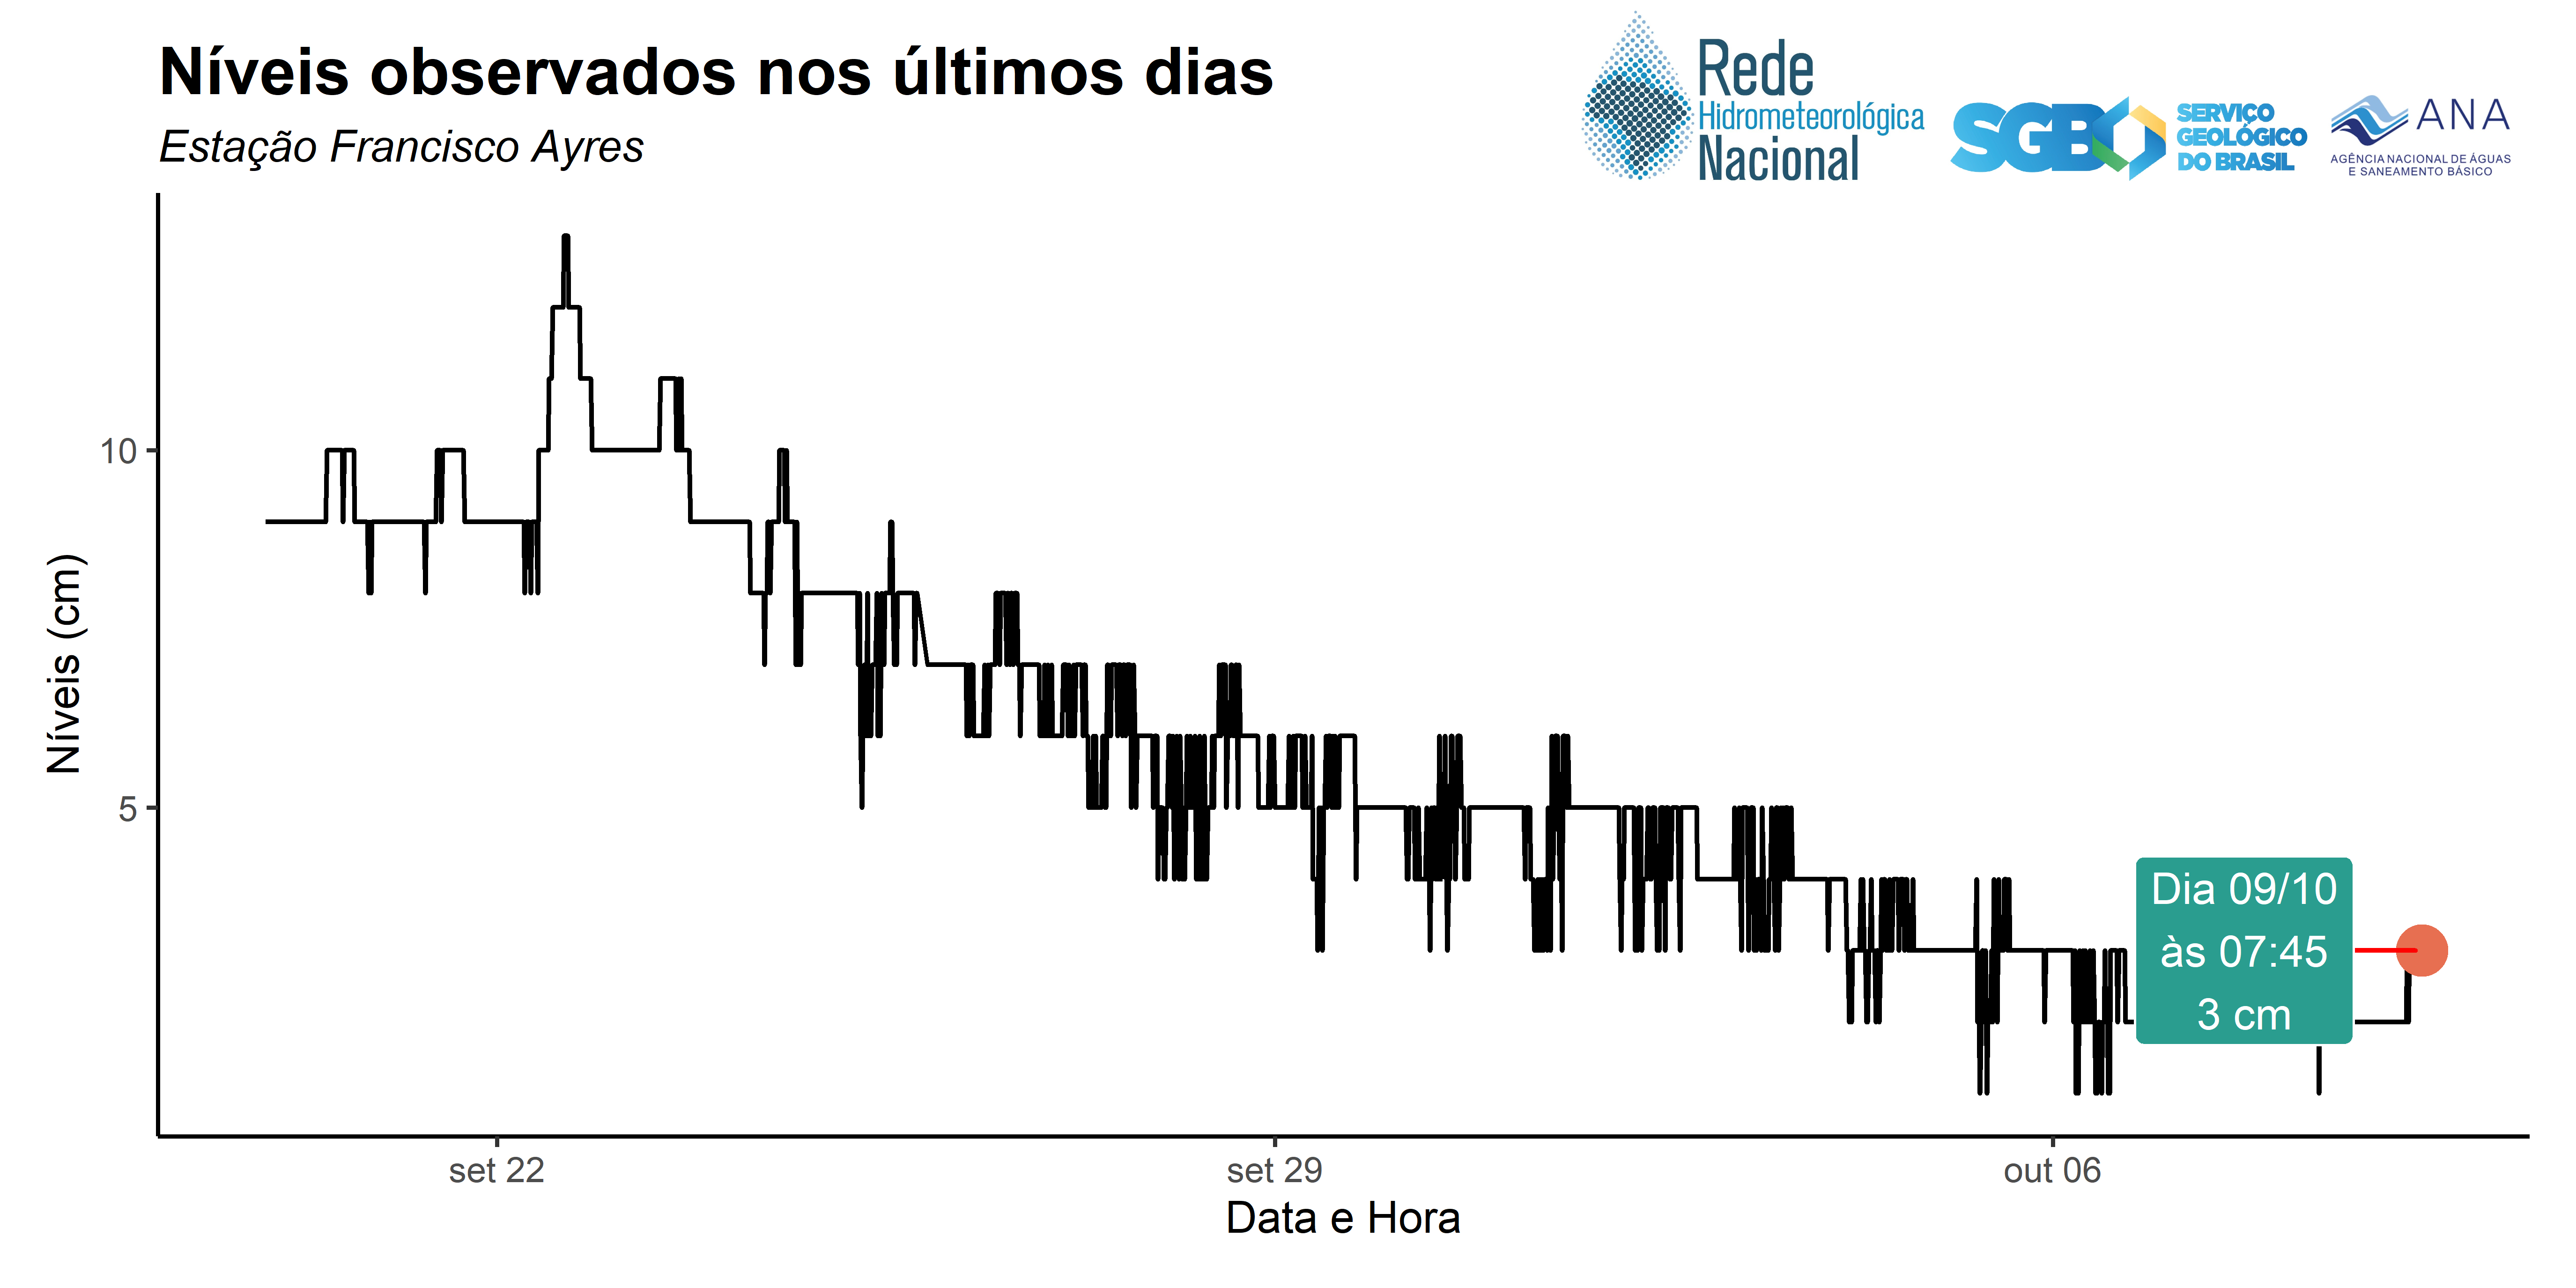 Níveis observados nos últimos dias
Estação Francisco Ayres
Rede
Hidrometeorológica
Nacional
SGB
SERVIÇO
GEOLÓGICO
DO BRASIL
ANA
AGÊNCIA NACIONAL DE ÁGUAS
E SANEAMENTO BÁSICO
Níveis (cm)
10
5
Dia 09/10
às 07:45
3 cm
set 22
set 29
out 06
Data e Hora